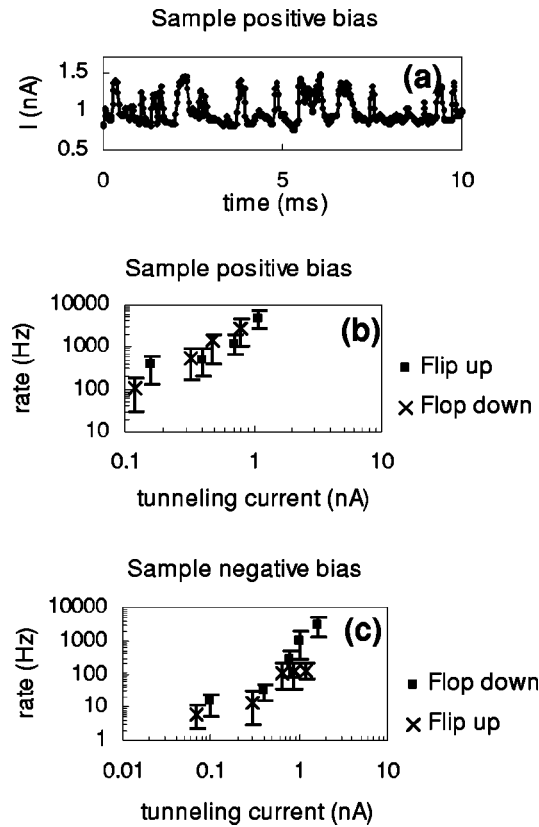 Sample positive bias
(a)
I (nA)
1.5
1
0.5
0 5 10
time (ms)
Sample positive bias
(b)
rate (Hz)
10000
1000
100
10
0.1 1 10
tunneling current (nA)
Flip up
Flop down
Sample negative bias
(c)
rate (Hz)
10000
1000
100
10
1
0.01 0.1 1 10
tunneling current (nA)
Flop down
Flip up